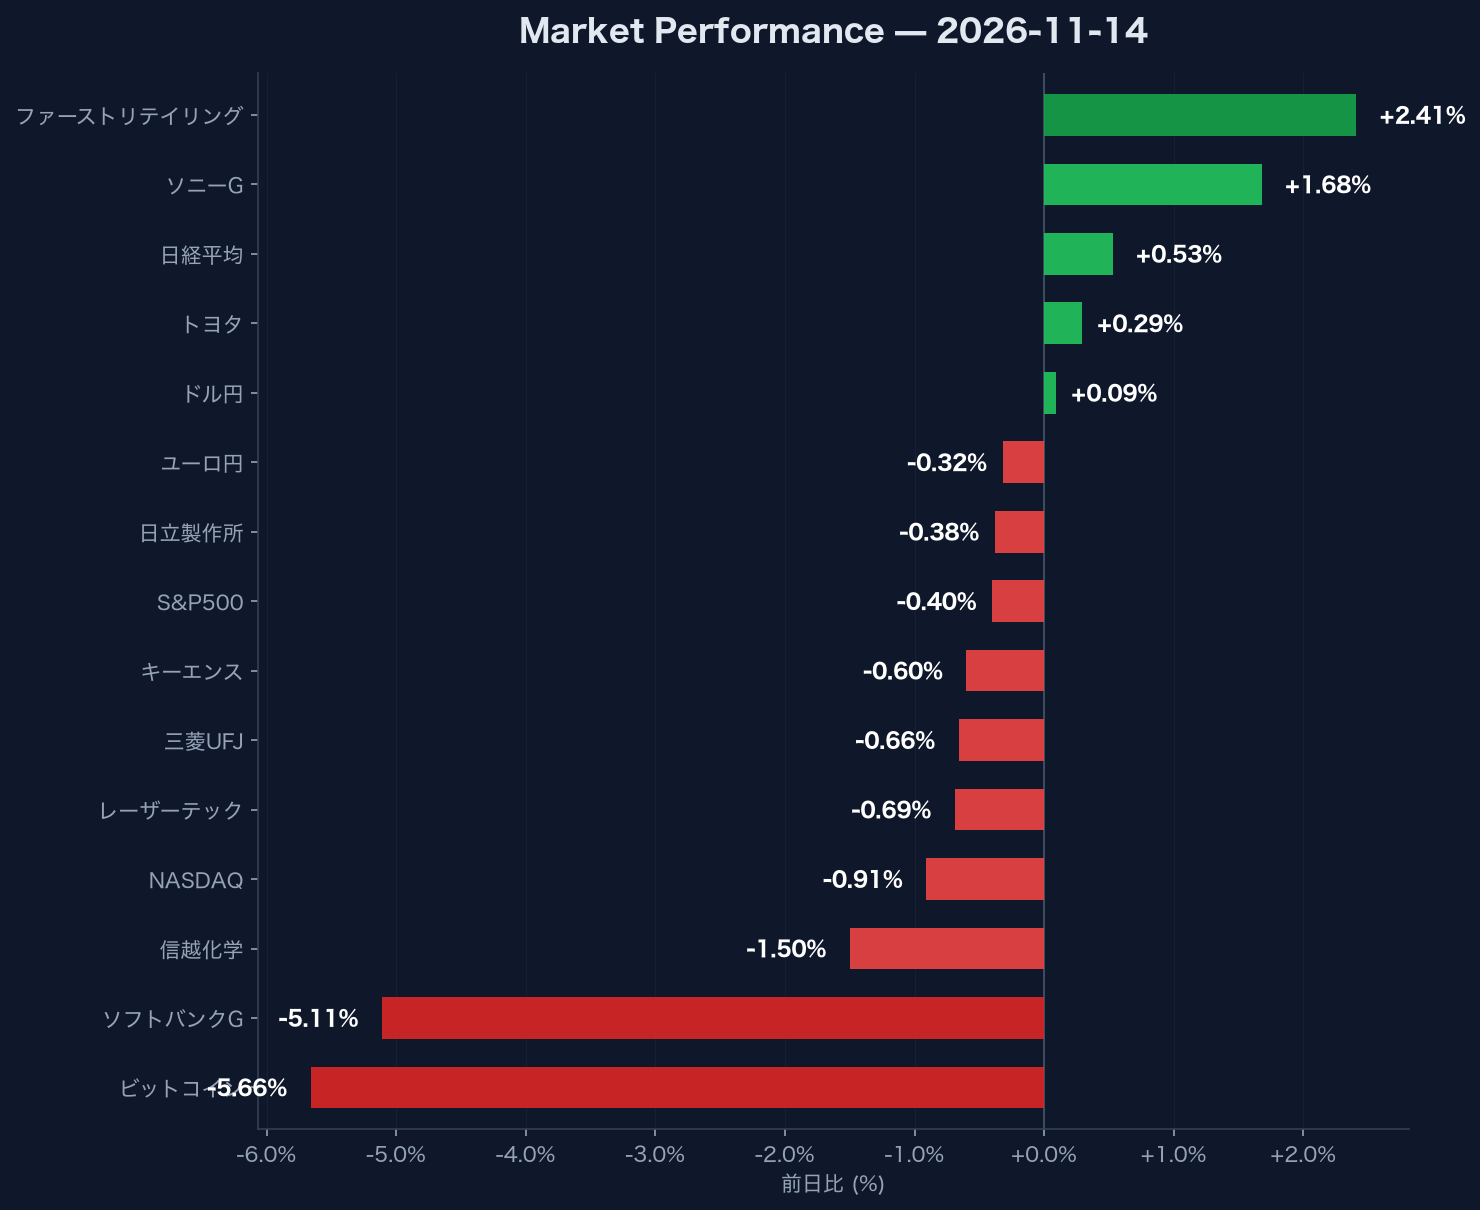 Market Performance — 2026-11-14
ファーストリテイリング +2.41%
ソニーG +1.68%
日経平均 +0.53%
トヨタ +0.29%
ドル円 +0.09%
ユーロ円 -0.32%
日立製作所 -0.38%
S&P500 -0.40%
キーエンス -0.60%
三菱UFJ -0.66%
レーザーテック -0.69%
NASDAQ -0.91%
信越化学 -1.50%
ソフトバンクG -5.11%
ビットコイン -5.66%
-6.0% -5.0% -4.0% -3.0% -2.0% -1.0% +0.0% +1.0% +2.0%
前日比 (%)